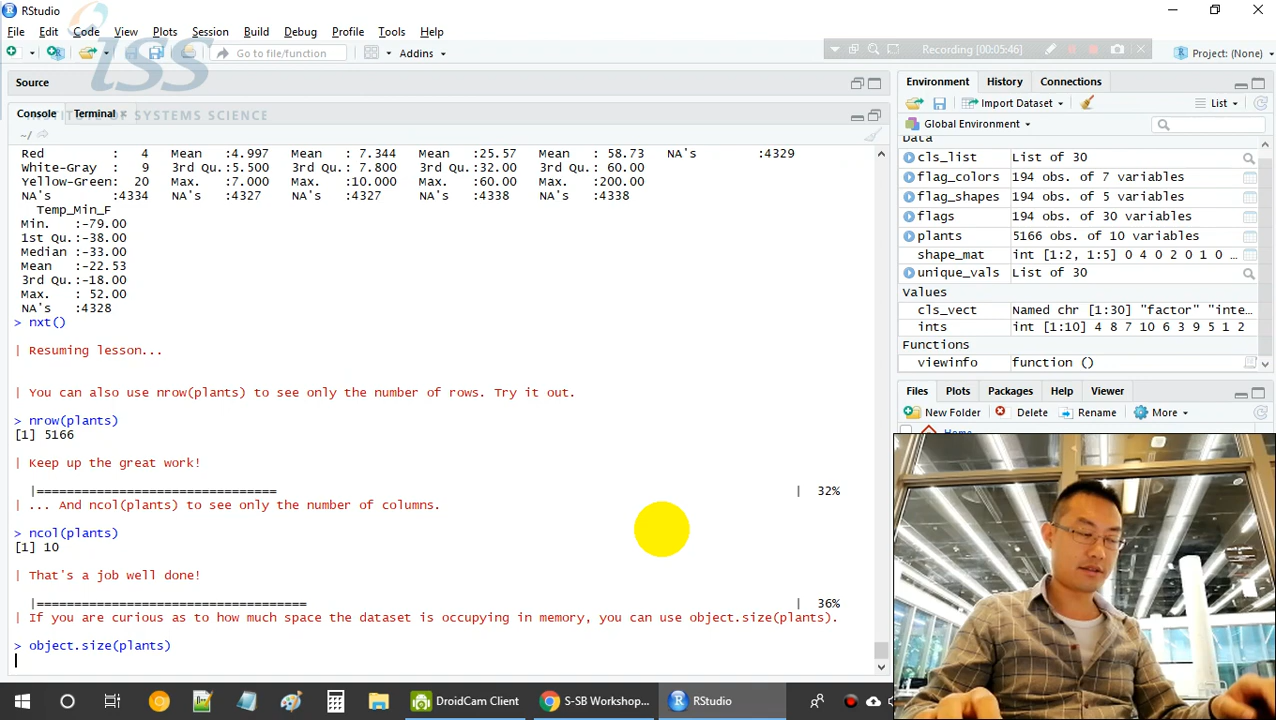 RStudio
File Edit Code View Plots Session Build Debug Profile Tools Help
Go to file/function
Addins
Recording [00:05:46]
Project: (None)
iss
INSTITUTE OF SYSTEMS SCIENCE
Source
Console Terminal
~/
Red : 4 Mean :4.997 Mean : 7.344 Mean :25.57 Mean : 58.73 NA's :4329
White-Gray : 9 3rd Qu.:5.500 3rd Qu.: 7.800 3rd Qu.:32.00 3rd Qu.: 60.00
Yellow-Green: 20 Max. :7.000 Max. :10.000 Max. :60.00 Max. :200.00
NA's :4334 NA's :4327 NA's :4327 NA's :4338 NA's :4338
Temp_Min_F
Min. :-79.00
1st Qu.:-38.00
Median :-33.00
Mean :-22.53
3rd Qu.:-18.00
Max. : 52.00
NA's :4328
> nxt()
| Resuming lesson...
| You can also use nrow(plants) to see only the number of rows. Try it out.
> nrow(plants)
[1] 5166
| Keep up the great work!
|================================ | 32%
| ... And ncol(plants) to see only the number of columns.
> ncol(plants)
[1] 10
| That's a job well done!
|==================================== | 36%
| If you are curious as to how much space the dataset is occupying in memory, you can use object.size(plants).
> object.size(plants)
Environment History Connections
Import Dataset
List
Global Environment
Data
cls_list List of 30
flag_colors 194 obs. of 7 variables
flag_shapes 194 obs. of 5 variables
flags 194 obs. of 30 variables
plants 5166 obs. of 10 variables
shape_mat int [1:2, 1:5] 0 4 0 2 0 1 0 …
unique_vals List of 30
Values
cls_vect Named chr [1:30] "factor" "inte…
ints int [1:10] 4 8 7 10 6 3 9 5 1 2
Functions
viewinfo function ()
Files Plots Packages Help Viewer
New Folder Delete Rename More
Home
DroidCam Client
S-SB Workshop...
RStudio